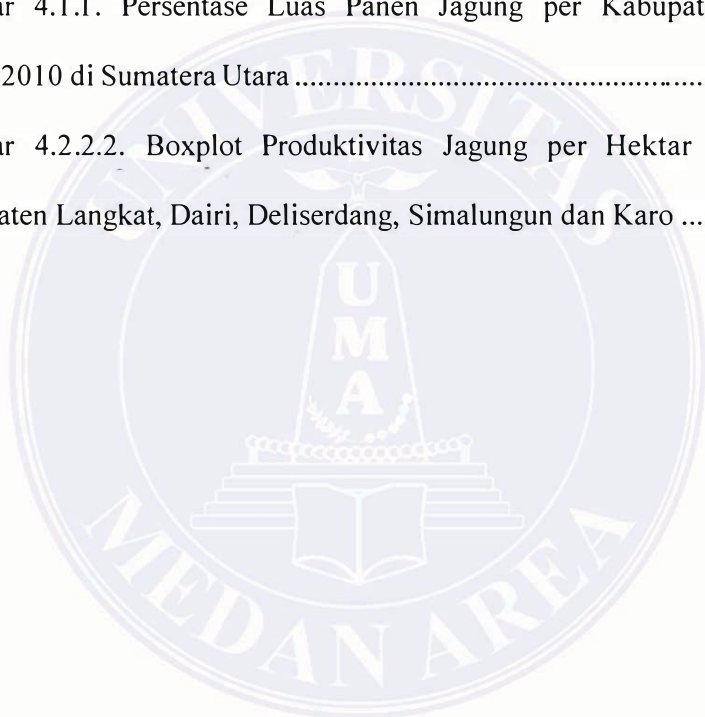 ar 4.1.1. Persentase Luas Panen Jagung per Kabupat
2010 di Sumatera Utara ........................................................
ar 4.2.2.2. Boxplot Produktivitas Jagung per Hektar
aten Langkat, Dairi, Deliserdang, Simalungun dan Karo ...
UNIVERSITAS
U
M
A
MEDAN AREA